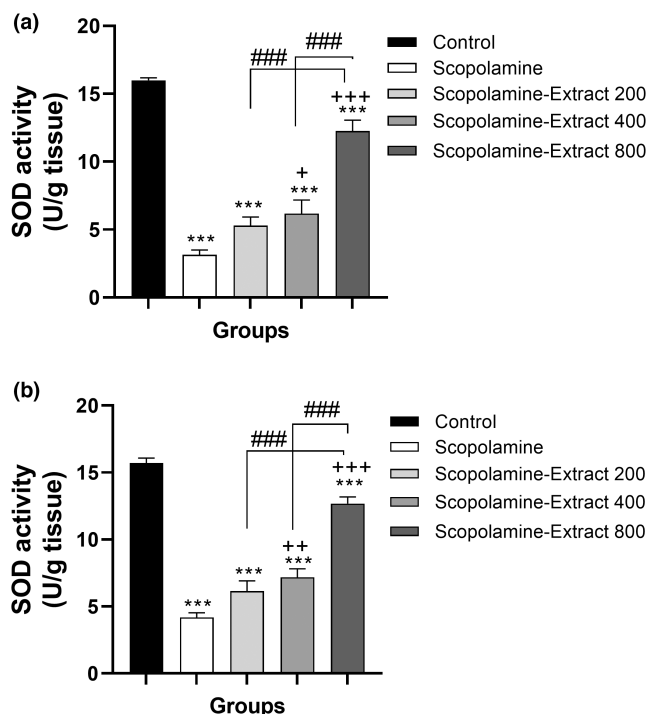 (a)
20
15
10
5
0
SOD activity
(U/g tissue)
###
###
+++
***
+
***
***
***
Groups
Control
Scopolamine
Scopolamine-Extract 200
Scopolamine-Extract 400
Scopolamine-Extract 800
(b)
20
15
10
5
0
SOD activity
(U/g tissue)
###
###
+++
***
++
***
***
***
Groups
Control
Scopolamine
Scopolamine-Extract 200
Scopolamine-Extract 400
Scopolamine-Extract 800